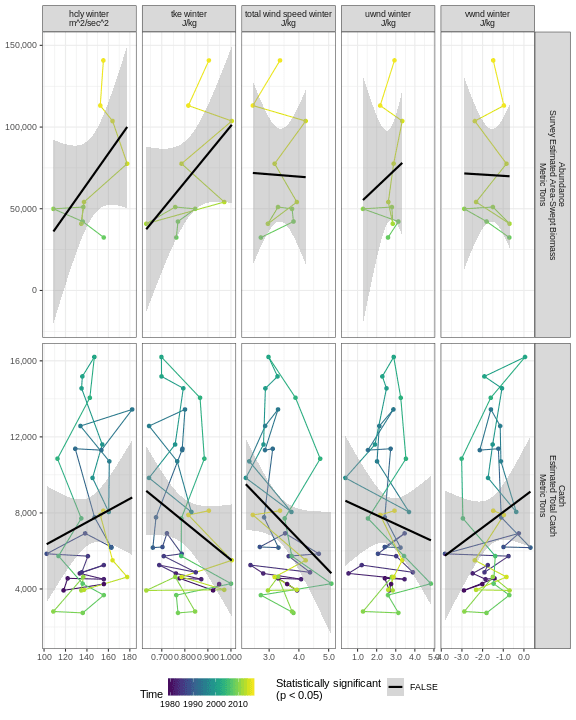 hcly winter
m^2/sec^2
tke winter
J/kg
total wind speed winter
J/kg
uwnd winter
J/kg
vwnd winter
J/kg
150,000
100,000
50,000
0
Abundance
Survey Estimated Area-Swept Biomass
Metric Tons
16,000
12,000
8,000
4,000
Catch
Estimated Total Catch
Metric Tons
100 120 140 160 180
0.700 0.800 0.900 1.000
3.0 4.0 5.0
1.0 2.0 3.0 4.0 5.0
-4.0 -3.0 -2.0 -1.0 0.0
Time
1980 1990 2000 2010
Statistically significant
(p < 0.05)
FALSE